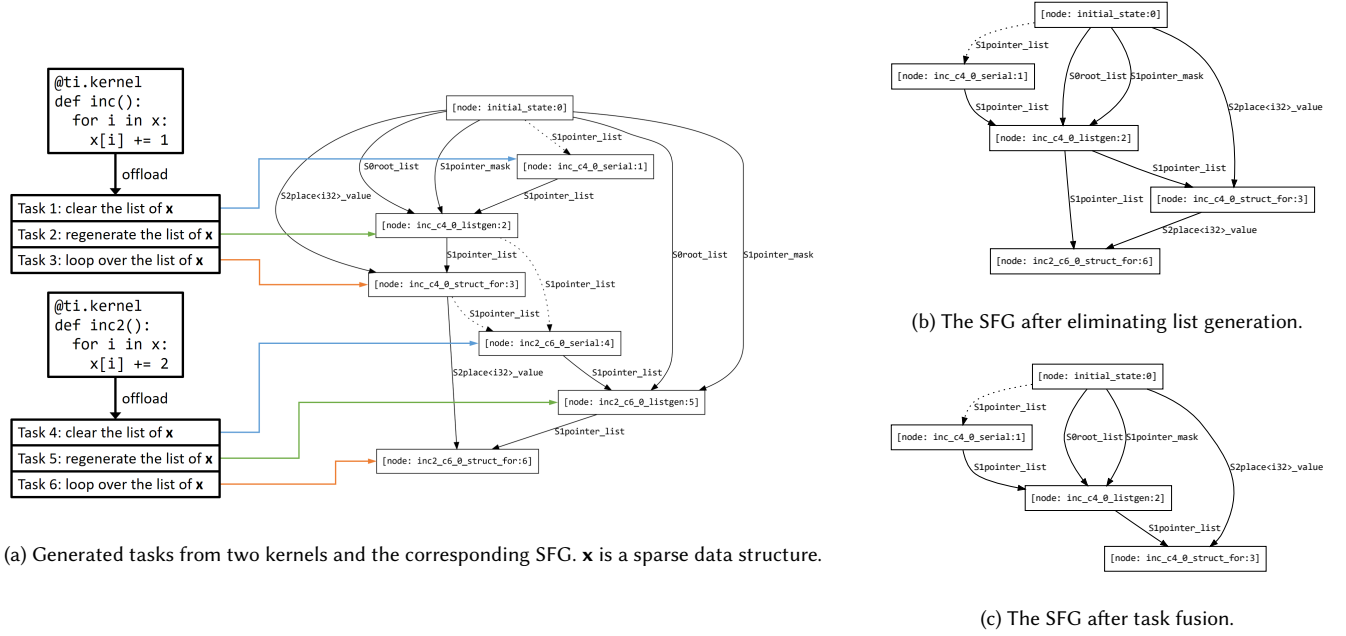 @ti.kernel
def inc():
for i in x:
x[i] += 1
offload
Task 1: clear the list of x
Task 2: regenerate the list of x
Task 3: loop over the list of x
@ti.kernel
def inc2():
for i in x:
x[i] += 2
offload
Task 4: clear the list of x
Task 5: regenerate the list of x
Task 6: loop over the list of x
[node: initial_state:0]
S1pointer_list
[node: inc_c4_0_serial:1]
S0root_list
S1pointer_mask
S2place<i32>_value
S1pointer_list
[node: inc_c4_0_listgen:2]
S1pointer_list
S0root_list
S1pointer_mask
[node: inc_c4_0_struct_for:3]
S1pointer_list
S1pointer_list
[node: inc2_c6_0_serial:4]
S2place<i32>_value
S1pointer_list
[node: inc2_c6_0_listgen:5]
S1pointer_list
[node: inc2_c6_0_struct_for:6]
(a) Generated tasks from two kernels and the corresponding SFG. x is a sparse data structure.
[node: initial_state:0]
S1pointer_list
[node: inc_c4_0_serial:1]
S0root_list
S1pointer_mask
S1pointer_list
S2place<i32>_value
[node: inc_c4_0_listgen:2]
S1pointer_list
S1pointer_list
[node: inc_c4_0_struct_for:3]
S2place<i32>_value
[node: inc2_c6_0_struct_for:6]
(b) The SFG after eliminating list generation.
[node: initial_state:0]
S1pointer_list
[node: inc_c4_0_serial:1]
S0root_list
S1pointer_mask
S1pointer_list
S2place<i32>_value
[node: inc_c4_0_listgen:2]
S1pointer_list
[node: inc_c4_0_struct_for:3]
(c) The SFG after task fusion.